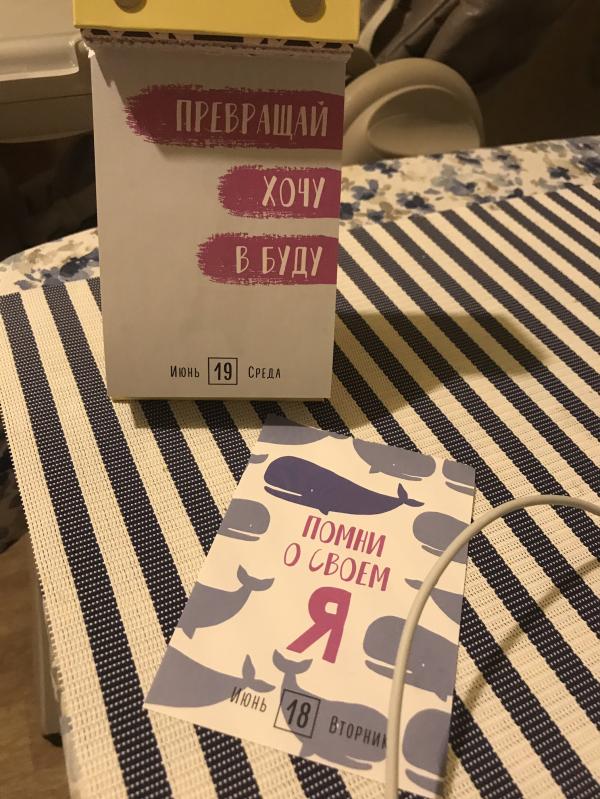 ПРЕВРАЩАЙ
ХОЧУ
В БУДУ
Июнь 19 Среда
ПОМНИ
О СВОЕМ
Я
Июнь 18 Вторник